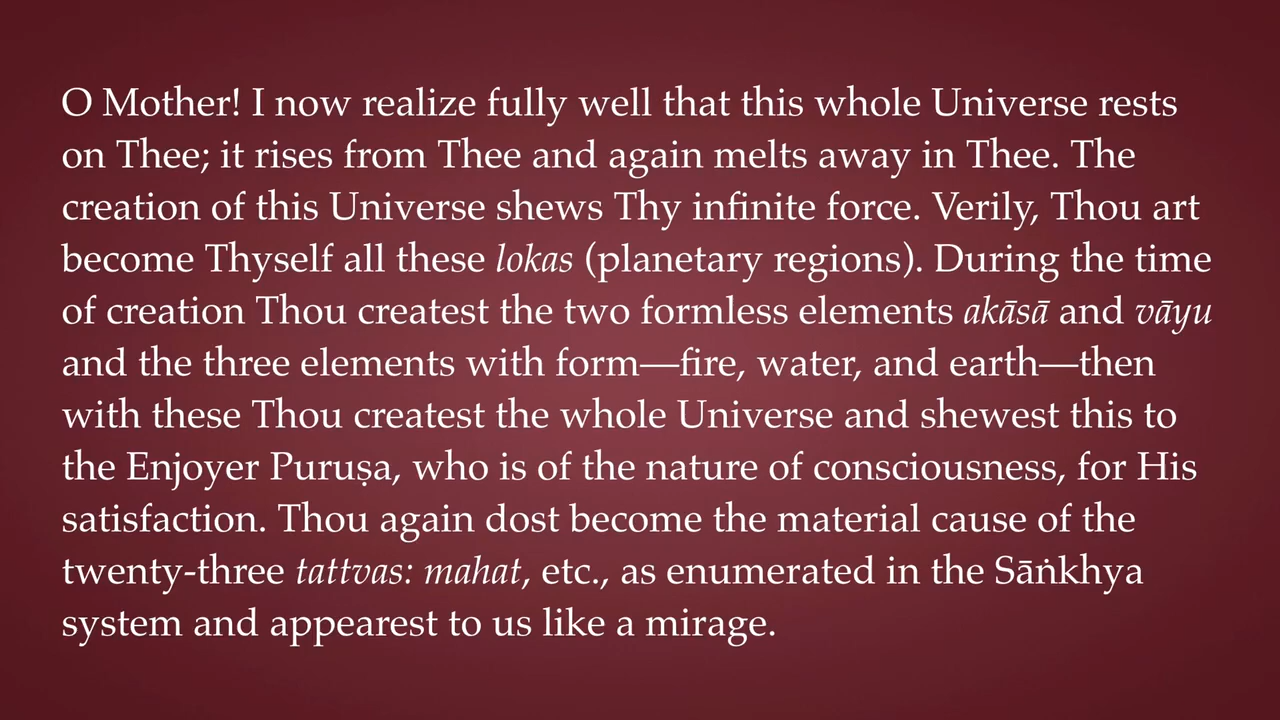 O Mother! I now realize fully well that this whole Universe rests
on Thee; it rises from Thee and again melts away in Thee. The
creation of this Universe shews Thy infinite force. Verily, Thou art
become Thyself all these lokas (planetary regions). During the time
of creation Thou createst the two formless elements akāsā and vāyu
and the three elements with form—fire, water, and earth—then
with these Thou createst the whole Universe and shewest this to
the Enjoyer Puruṣa, who is of the nature of consciousness, for His
satisfaction. Thou again dost become the material cause of the
twenty-three tattvas: mahat, etc., as enumerated in the Sāṅkhya
system and appearest to us like a mirage.